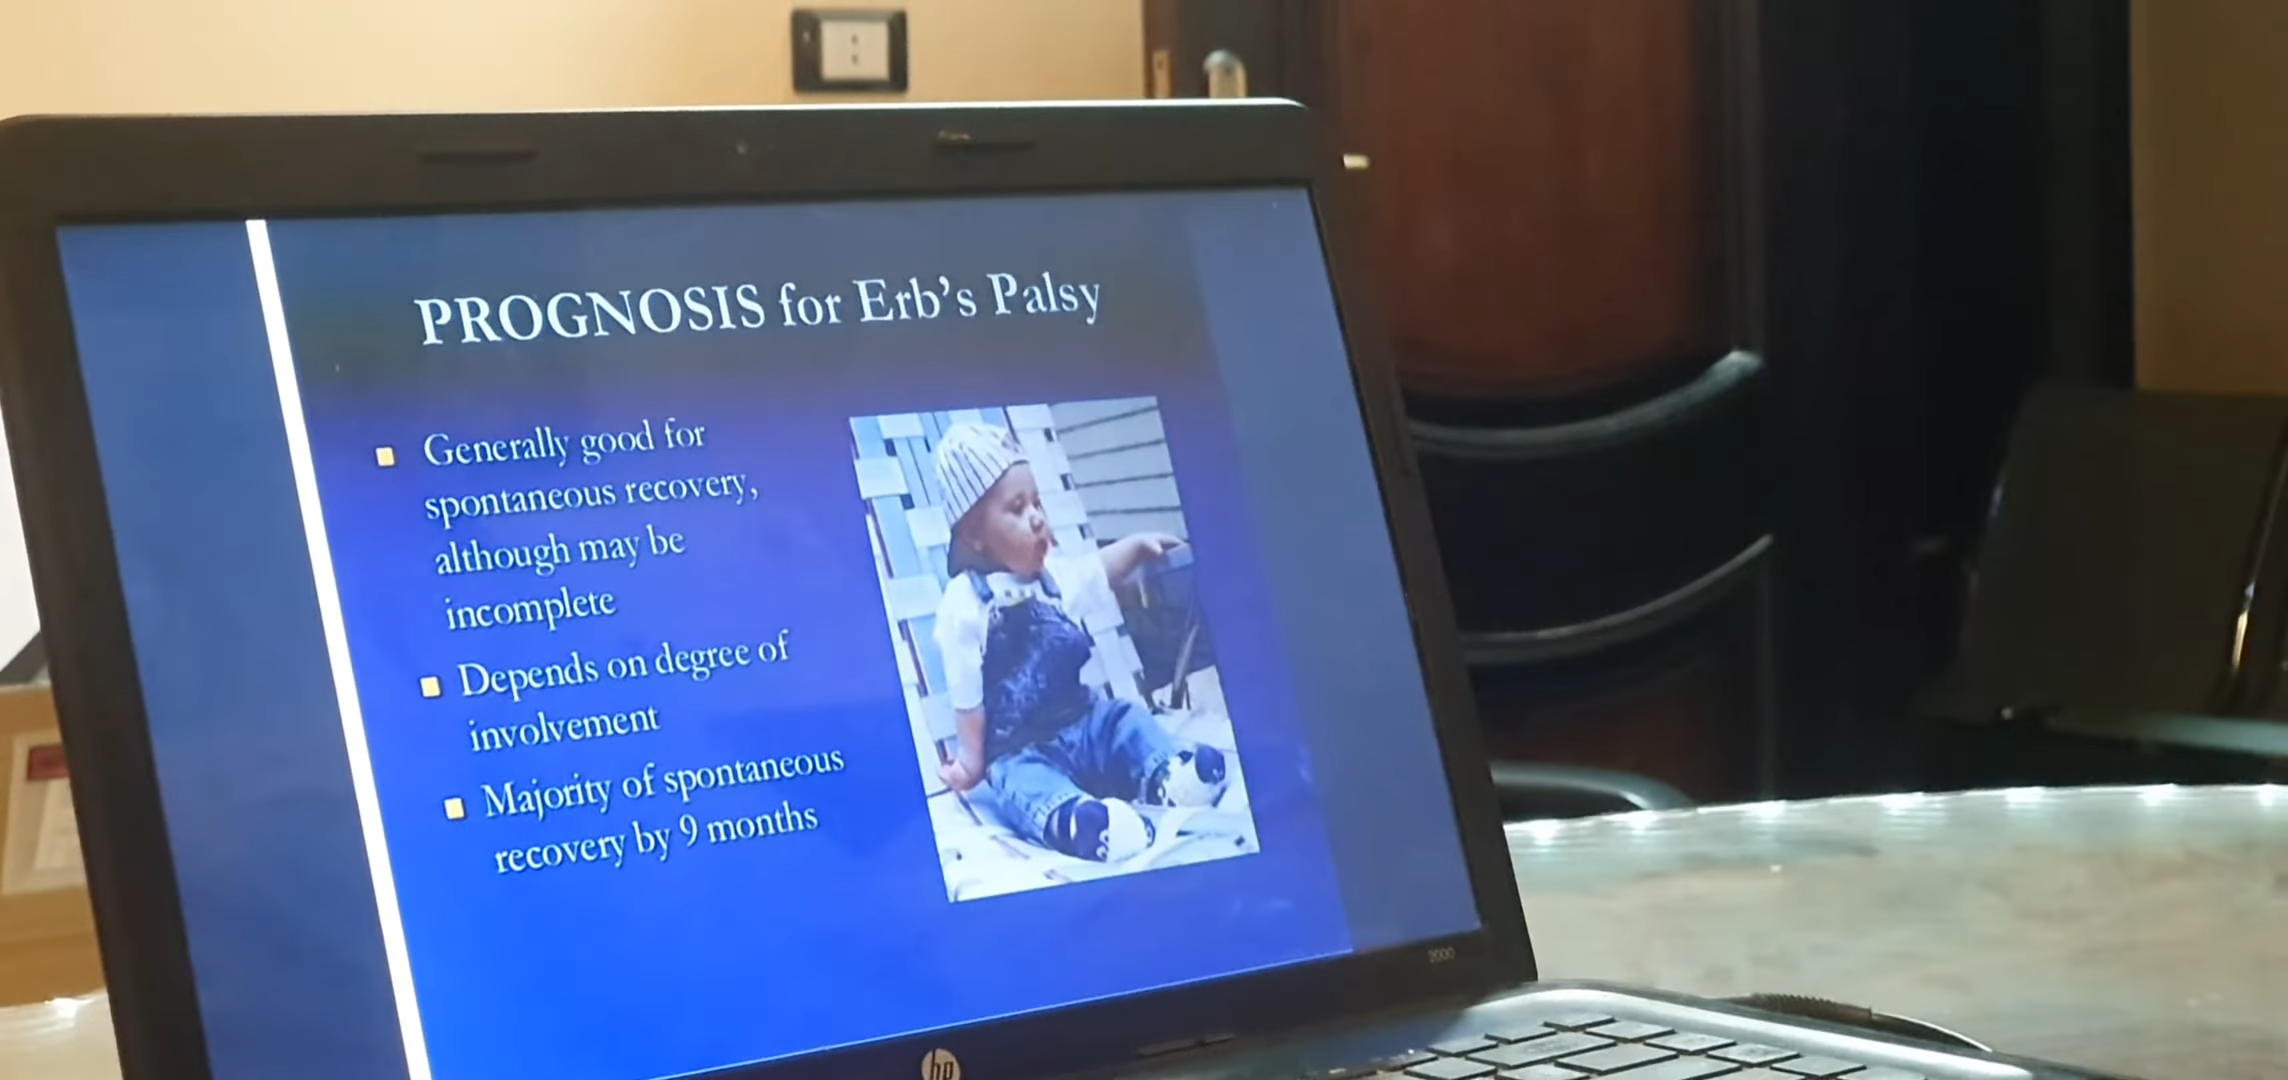 PROGNOSIS for Erb's Palsy
Generally good for
spontaneous recovery,
although may be
incomplete
Depends on degree of
involvement
Majority of spontaneous
recovery by 9 months
2000
hp